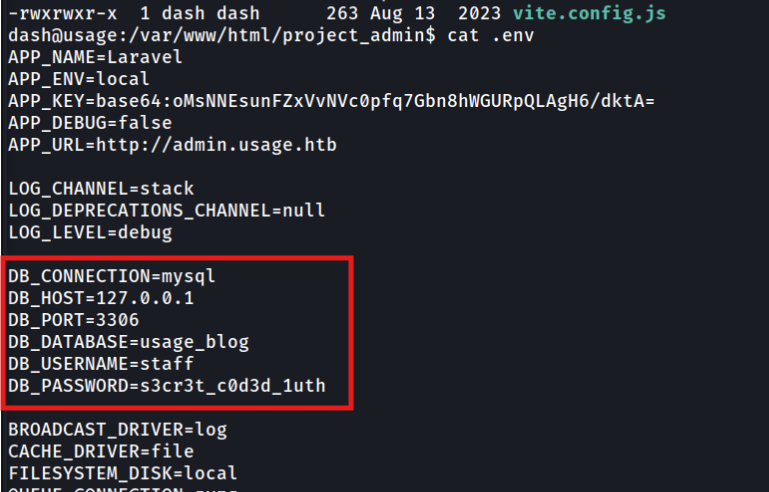 -rwxrwxr-x  1 dash dash      263 Aug 13  2023 vite.config.js
dash@usage:/var/www/html/project_admin$ cat .env
APP_NAME=Laravel
APP_ENV=local
APP_KEY=base64:oMsNNEsunFZxVvNVc0pfq7Gbn8hWGURpQLAgH6/dktA=
APP_DEBUG=false
APP_URL=http://admin.usage.htb
LOG_CHANNEL=stack
LOG_DEPRECATIONS_CHANNEL=null
LOG_LEVEL=debug
DB_CONNECTION=mysql
DB_HOST=127.0.0.1
DB_PORT=3306
DB_DATABASE=usage_blog
DB_USERNAME=staff
DB_PASSWORD=s3cr3t_c0d3d_1uth
BROADCAST_DRIVER=log
CACHE_DRIVER=file
FILESYSTEM_DISK=local